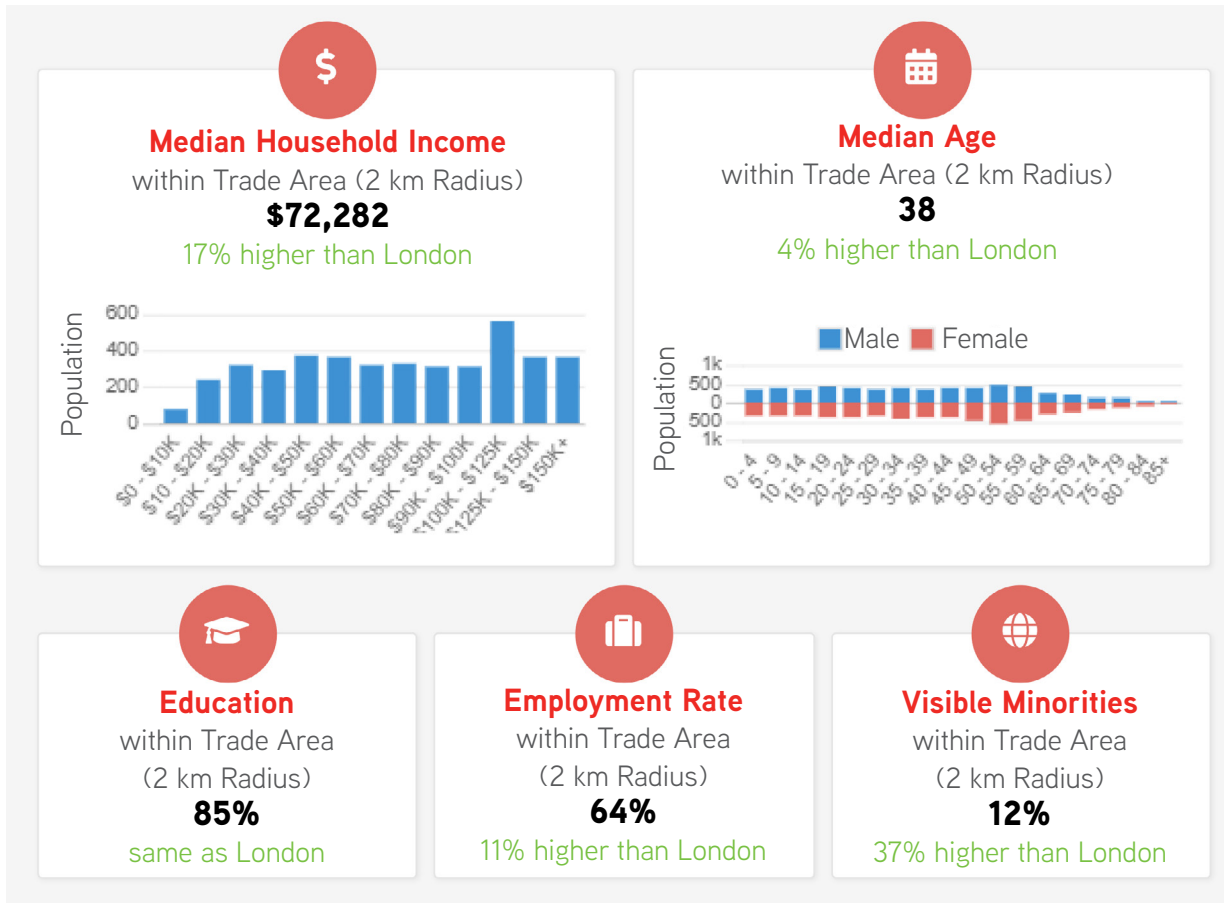 $
Median Household Income
within Trade Area (2 km Radius)
$72,282
17% higher than London
Population
600
400
200
0
$0 - $10K
$10 - $20K
$20K - $30K
$30K - $40K
$40K - $50K
$50K - $60K
$60K - $70K
$70K - $80K
$80K - $90K
$90K - $100K
$100K - $125K
$125K - $150K
$150K+
Median Age
within Trade Area (2 km Radius)
38
4% higher than London
Male Female
Population
1k
500
0
500
1k
0 - 4
5 - 9
10 - 14
15 - 19
20 - 24
25 - 29
30 - 34
35 - 39
40 - 44
45 - 49
50 - 54
55 - 59
60 - 64
65 - 69
70 - 74
75 - 79
80 - 84
85+
Education
within Trade Area
(2 km Radius)
85%
same as London
Employment Rate
within Trade Area
(2 km Radius)
64%
11% higher than London
Visible Minorities
within Trade Area
(2 km Radius)
12%
37% higher than London